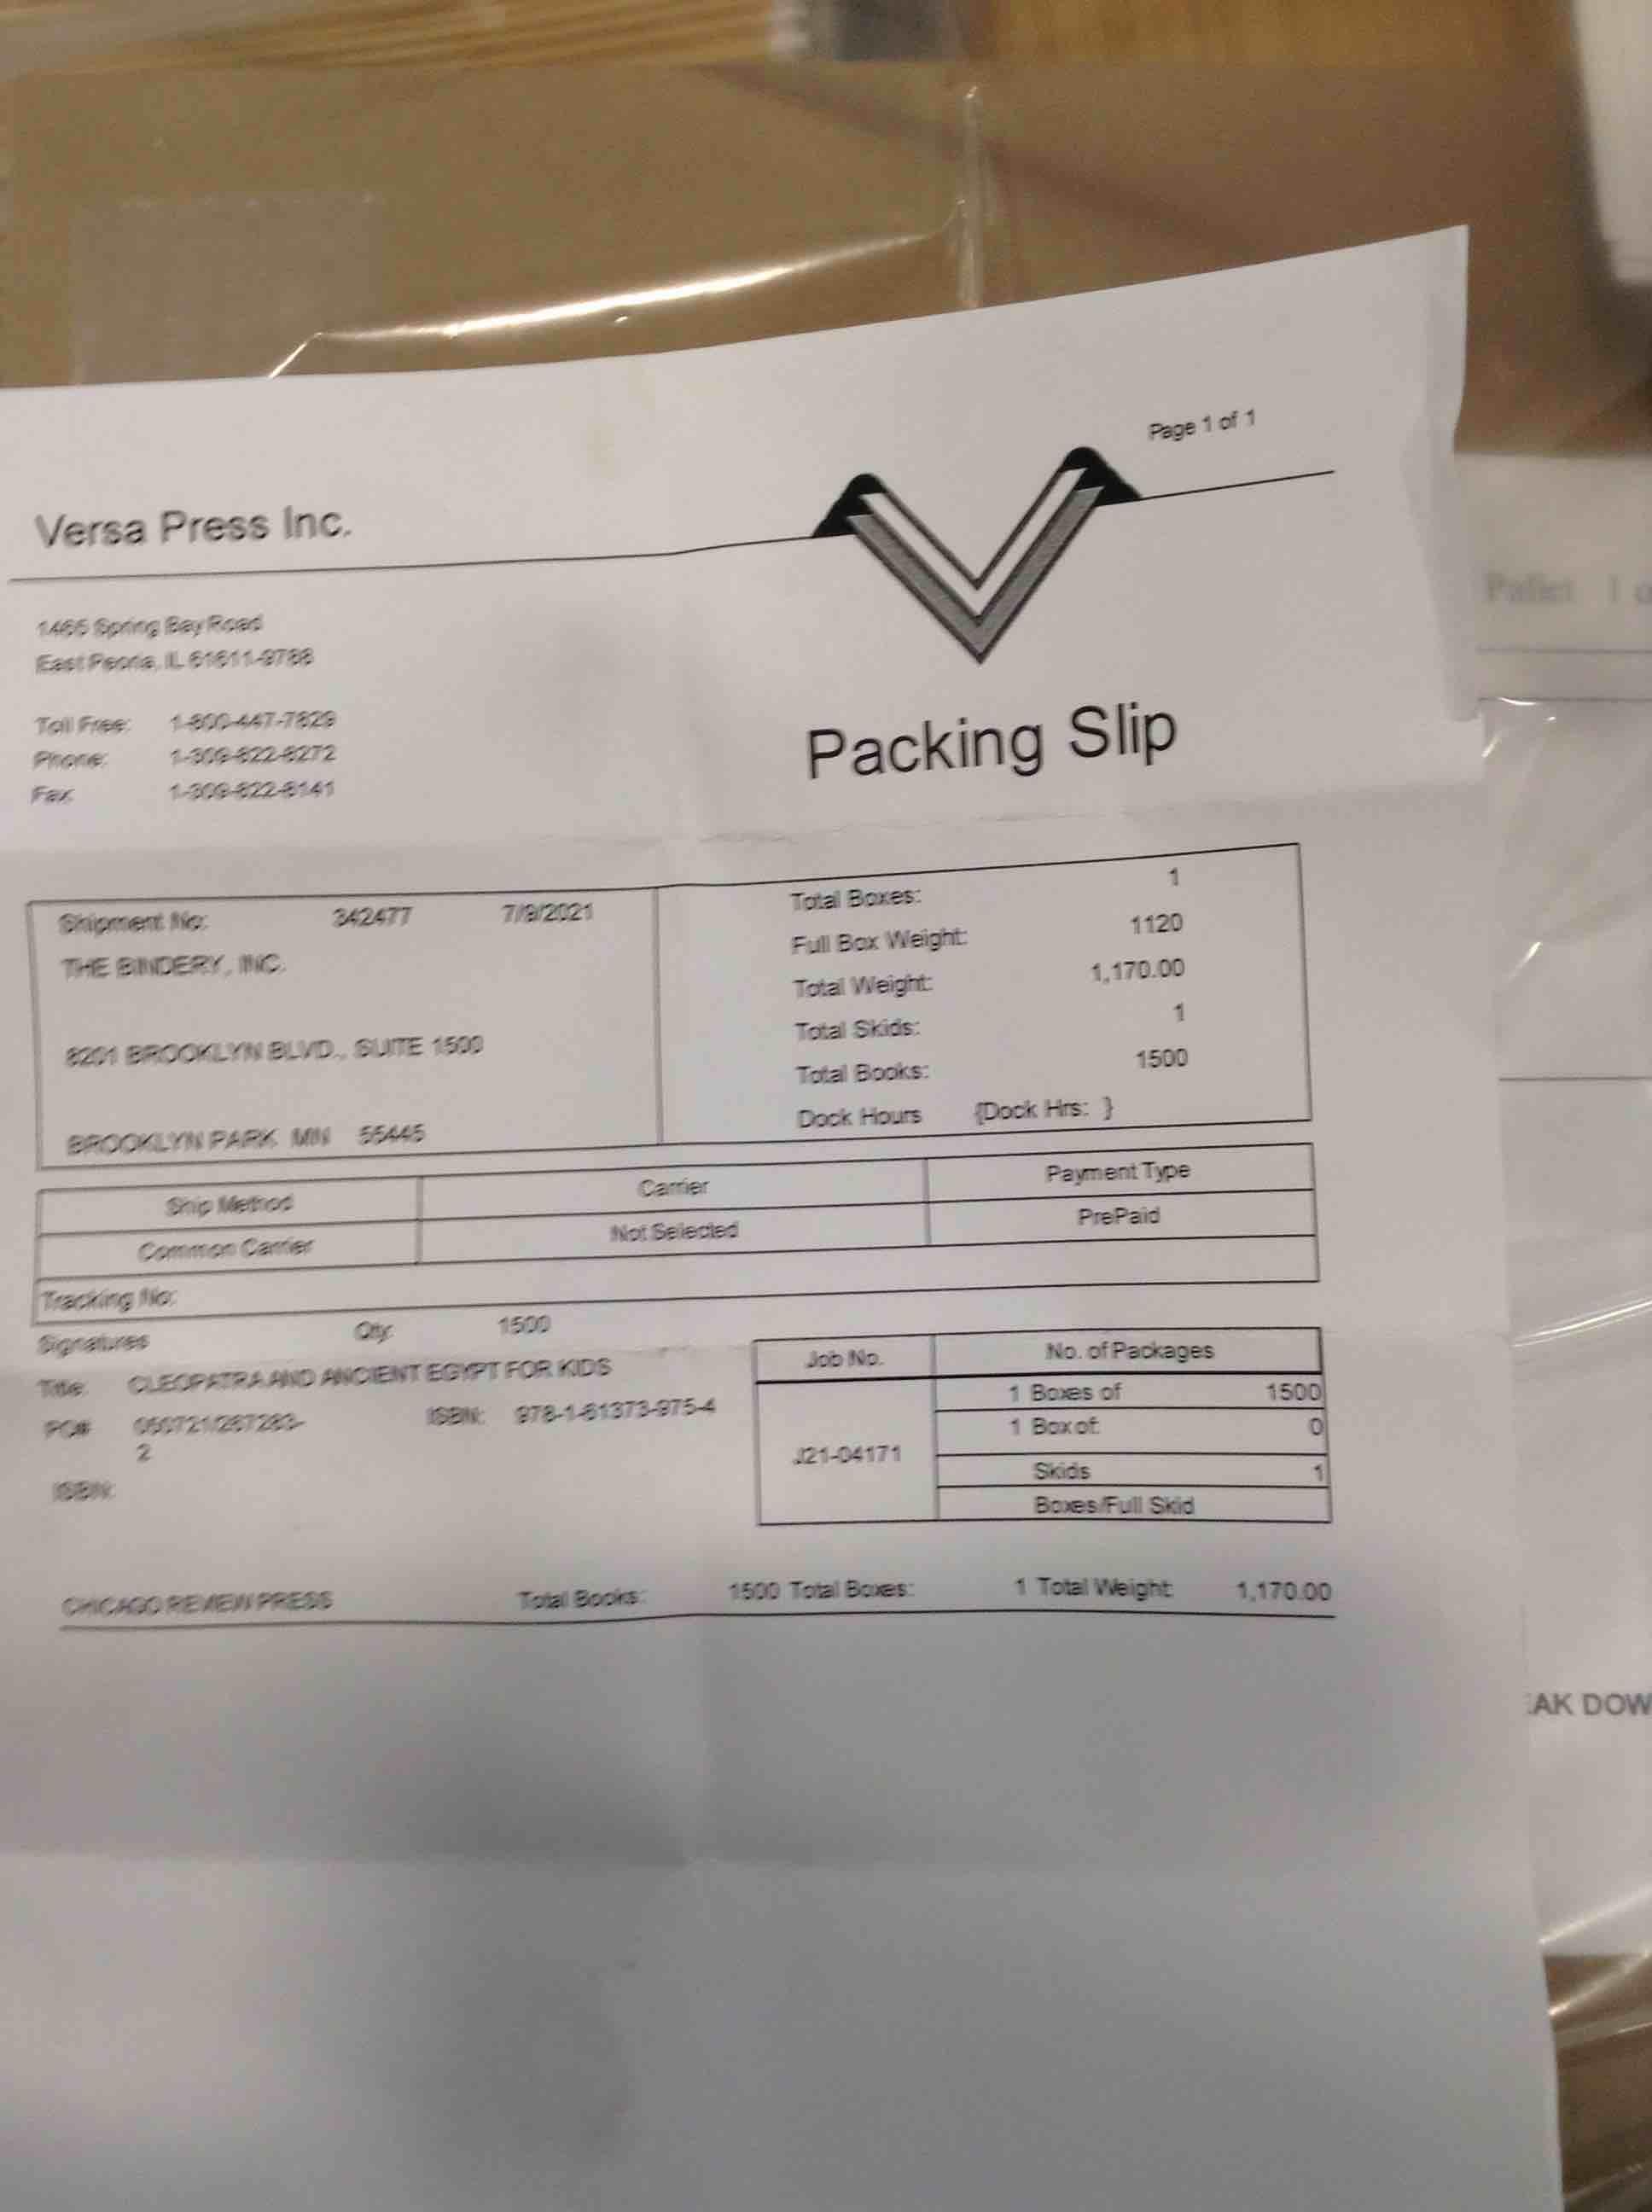 Page 1 of 1
Versa Press Inc.
1465 Spring Bay Road
East Peoria, IL 61611-9788
Toll Free: 1-800-447-7829
Phone: 1-309-822-8272
Fax: 1-309-822-8141
Packing Slip
Shipment No: 342477 7/9/2021
THE BINDERY, INC.
8201 BROOKLYN BLVD., SUITE 1500
BROOKLYN PARK MN 55445
Total Boxes: 1
Full Box Weight: 1120
Total Weight: 1,170.00
Total Skids: 1
Total Books: 1500
Dock Hours {Dock Hrs: }
Ship Method Carrier Payment Type
Common Carrier Not Selected PrePaid
Tracking No:
Signatures Qty: 1500
Title: CLEOPATRA AND ANCIENT EGYPT FOR KIDS
PO# 050721/287283-
2
ISBN: 978-1-61373-975-4
ISBN:
Job No. No. of Packages
J21-04171
1 Boxes of 1500
1 Box of: 0
Skids 1
Boxes/Full Skid
CHICAGO REVIEW PRESS Total Books: 1500 Total Boxes: 1 Total Weight: 1,170.00
Pallet 1
AK DOW